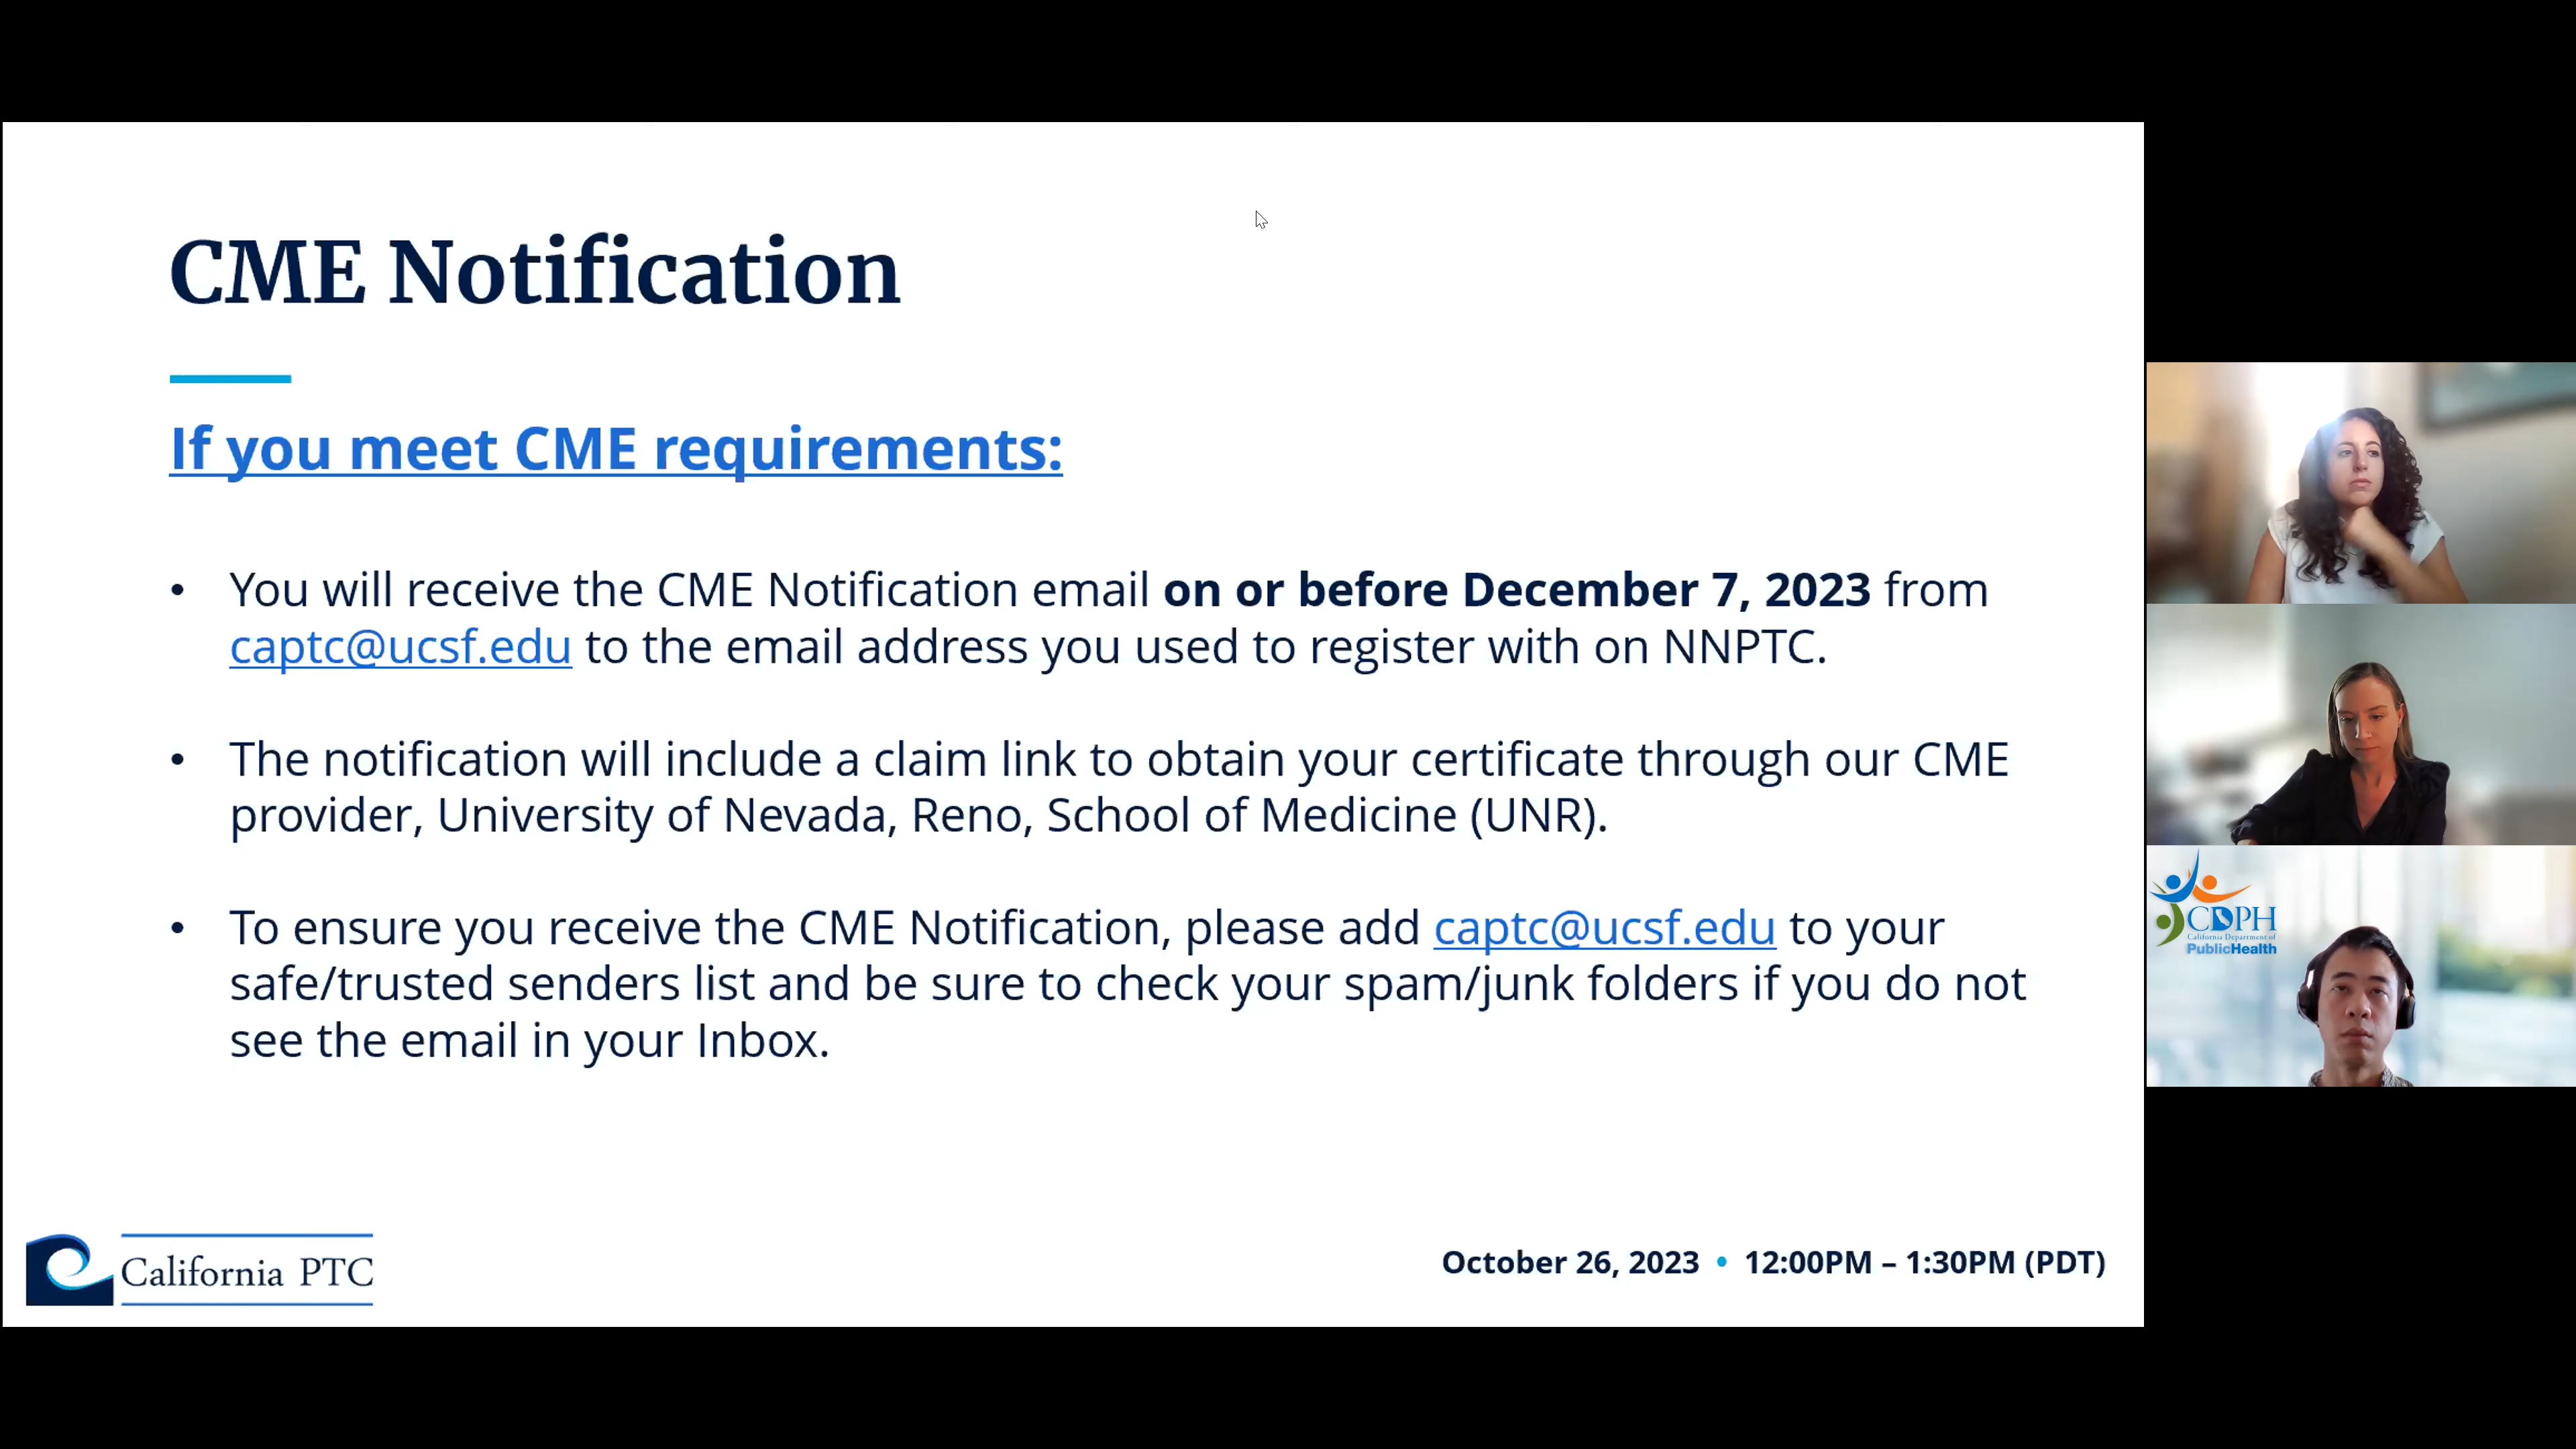 CME Notification
If you meet CME requirements:
• You will receive the CME Notification email on or before December 7, 2023 from
captc@ucsf.edu to the email address you used to register with on NNPTC.
• The notification will include a claim link to obtain your certificate through our CME
provider, University of Nevada, Reno, School of Medicine (UNR).
• To ensure you receive the CME Notification, please add captc@ucsf.edu to your
safe/trusted senders list and be sure to check your spam/junk folders if you do not
see the email in your Inbox.
California PTC
October 26, 2023 • 12:00PM – 1:30PM (PDT)
CDPH
California Department of
PublicHealth